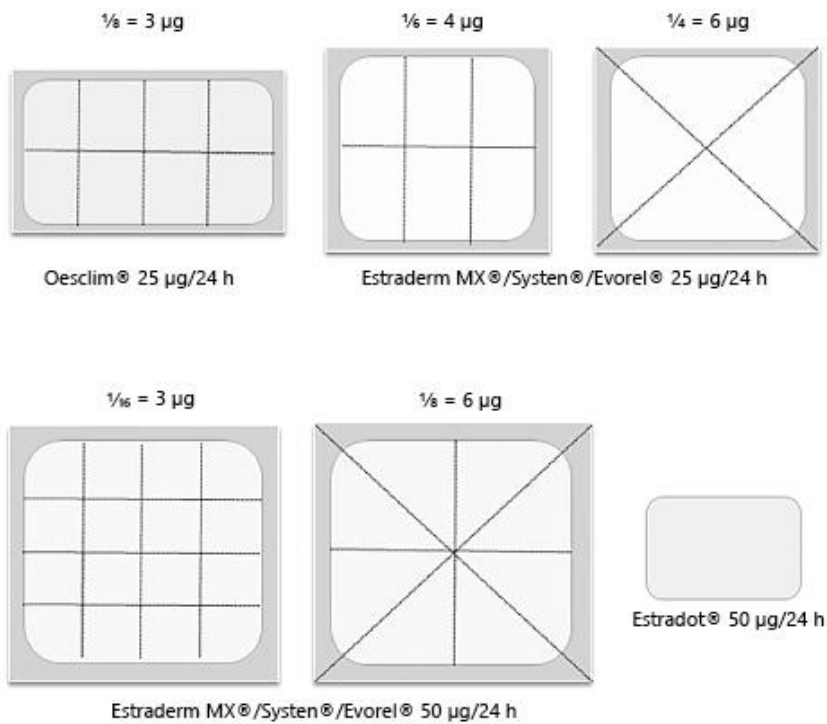 ⅛ = 3 µg
⅙ = 4 µg
¼ = 6 µg
Oesclim® 25 µg/24 h
Estraderm MX®/Systen®/Evorel® 25 µg/24 h
⅟₁₆ = 3 µg
⅛ = 6 µg
Estradot® 50 µg/24 h
Estraderm MX®/Systen®/Evorel® 50 µg/24 h